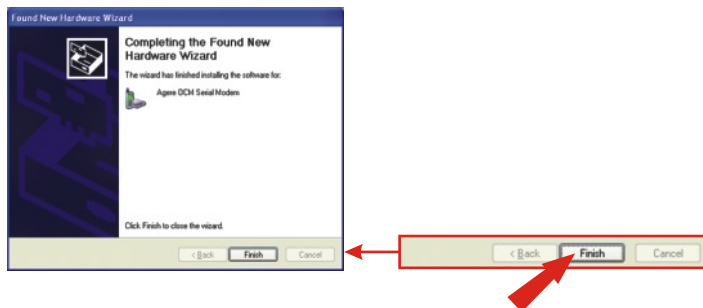 Found New Hardware Wizard
Completing the Found New
Hardware Wizard
The wizard has finished installing the software for:
Agere OCM Serial Modem
Click Finish to close the wizard.
< Back Finish Cancel
< Back Finish Cancel